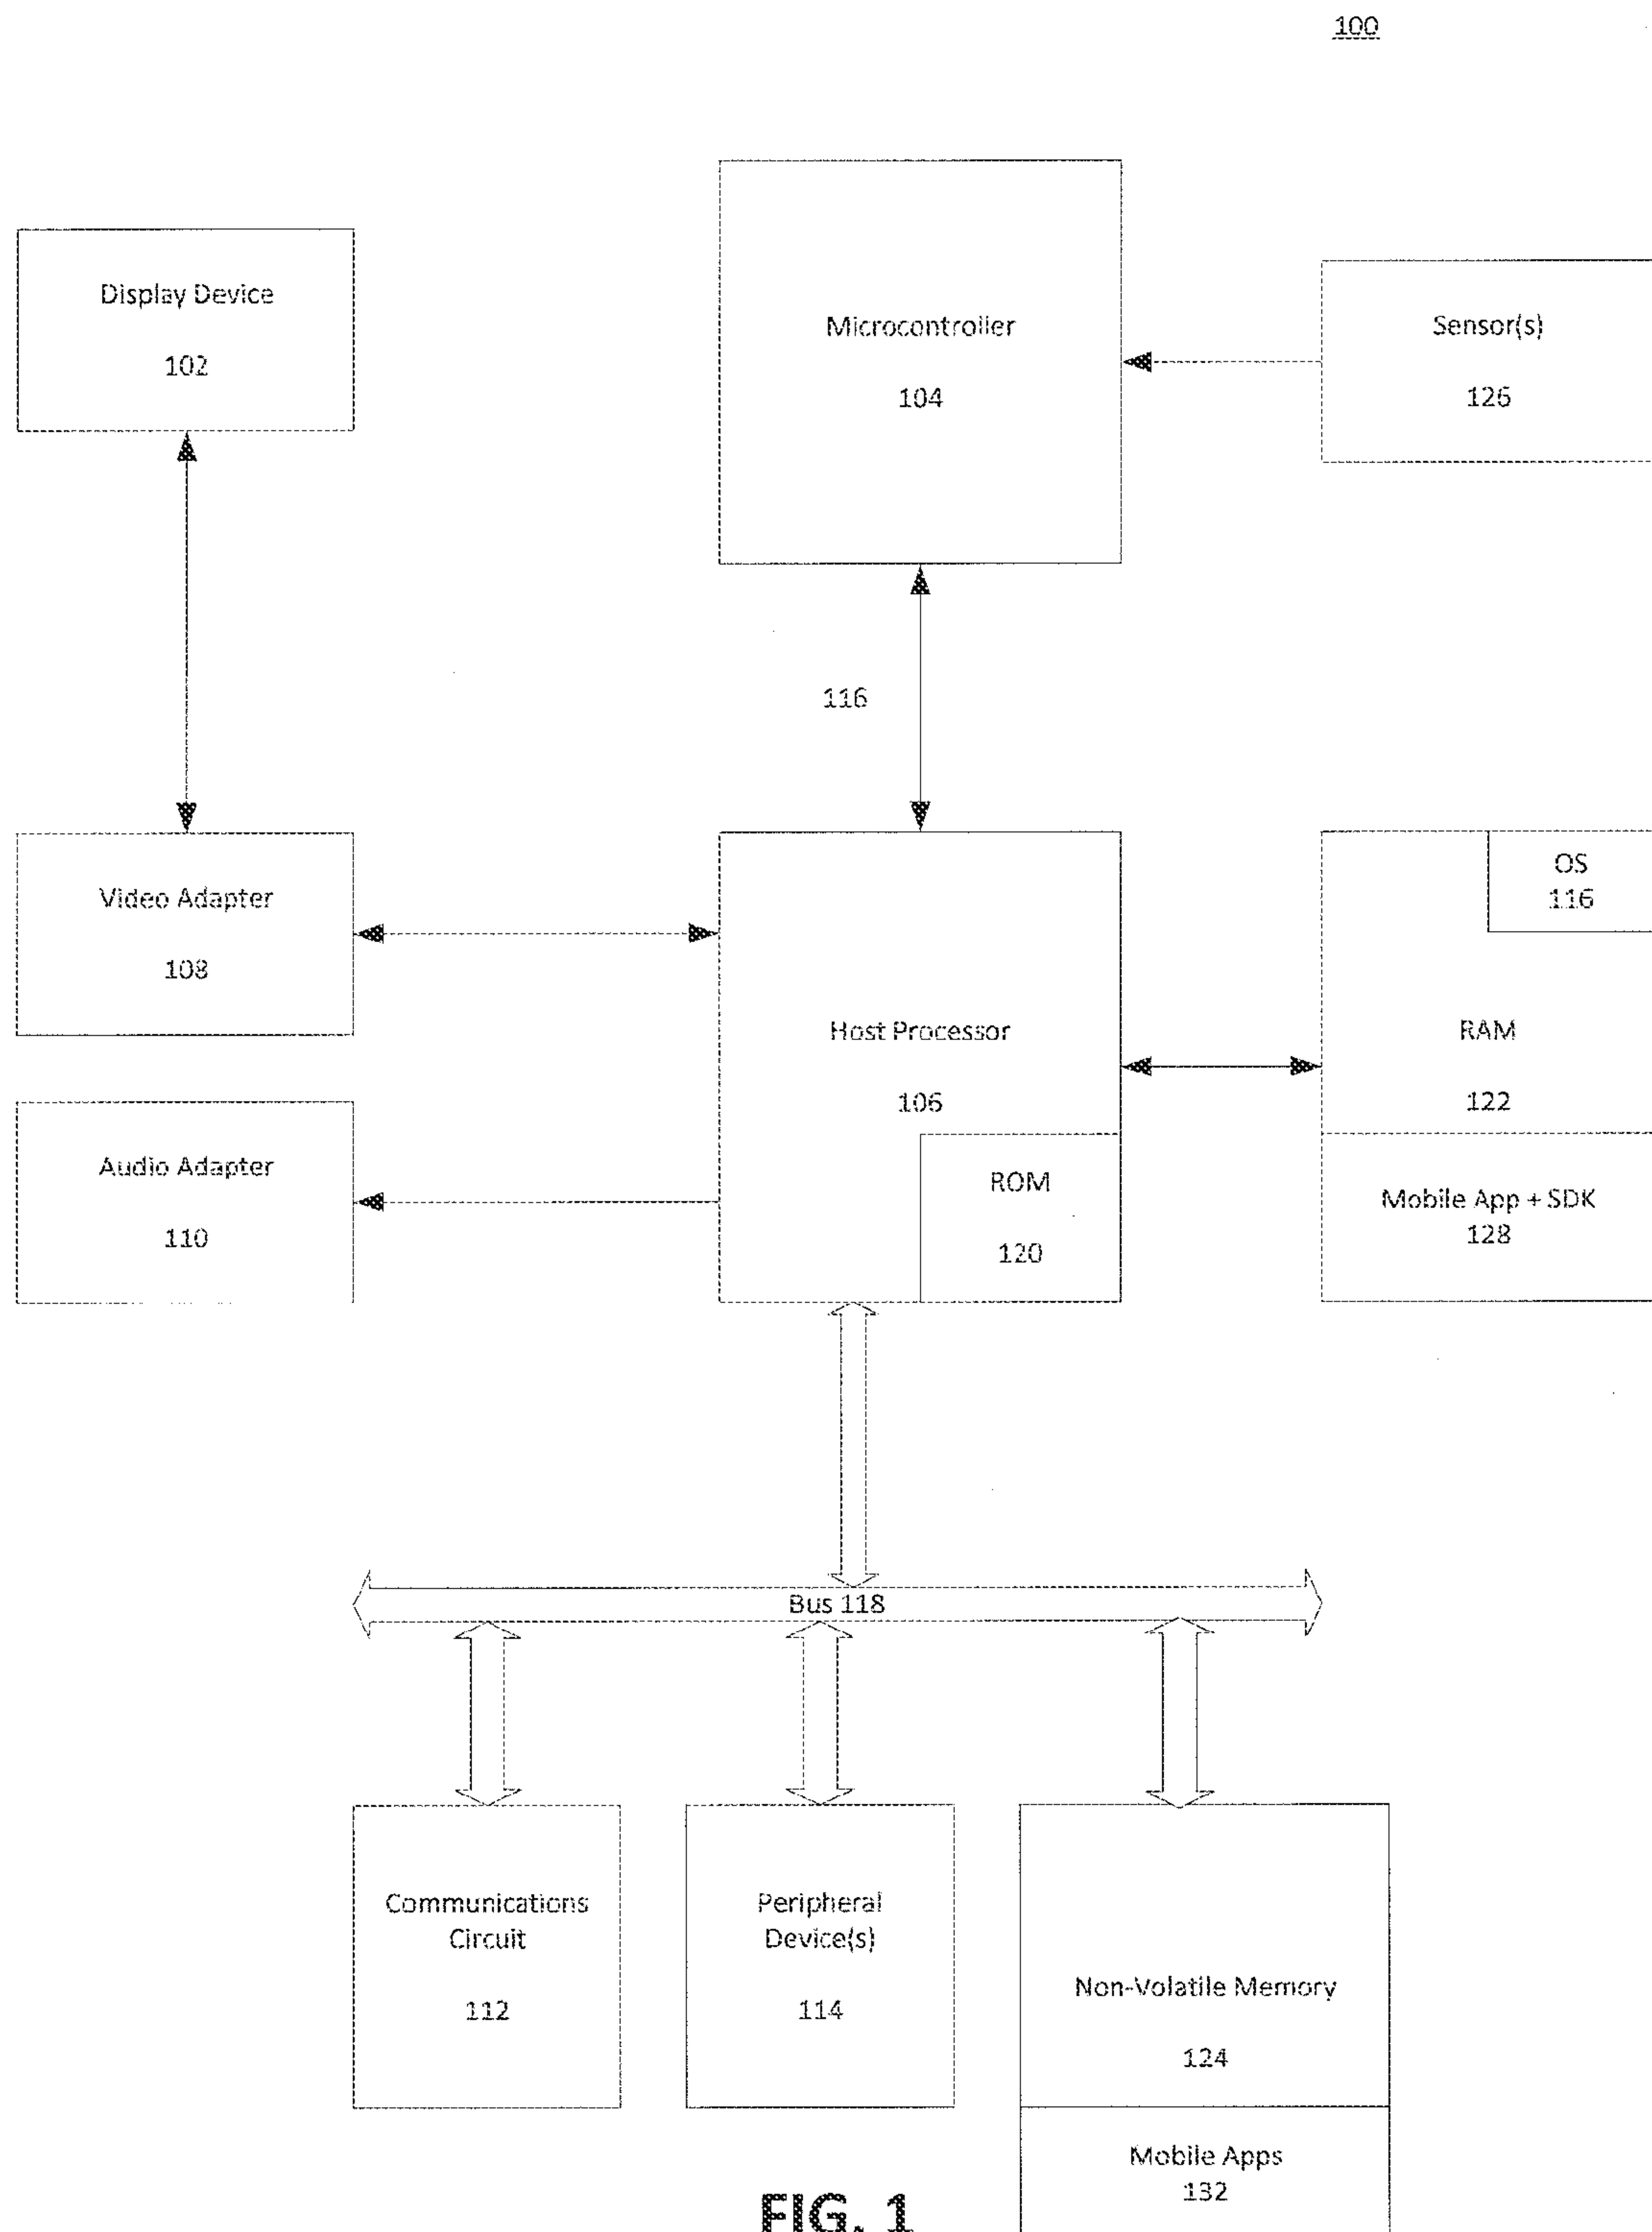 100
Display Device
102
Microcontroller
104
Sensor(s)
126
116
Video Adapter
108
Host Processor
106
ROM
120
OS
116
RAM
122
Mobile App + SDK
128
Audio Adapter
110
Bus 118
Communications
Circuit
112
Peripheral
Device(s)
114
Non-Volatile Memory
124
Mobile Apps
132
FIG. 1